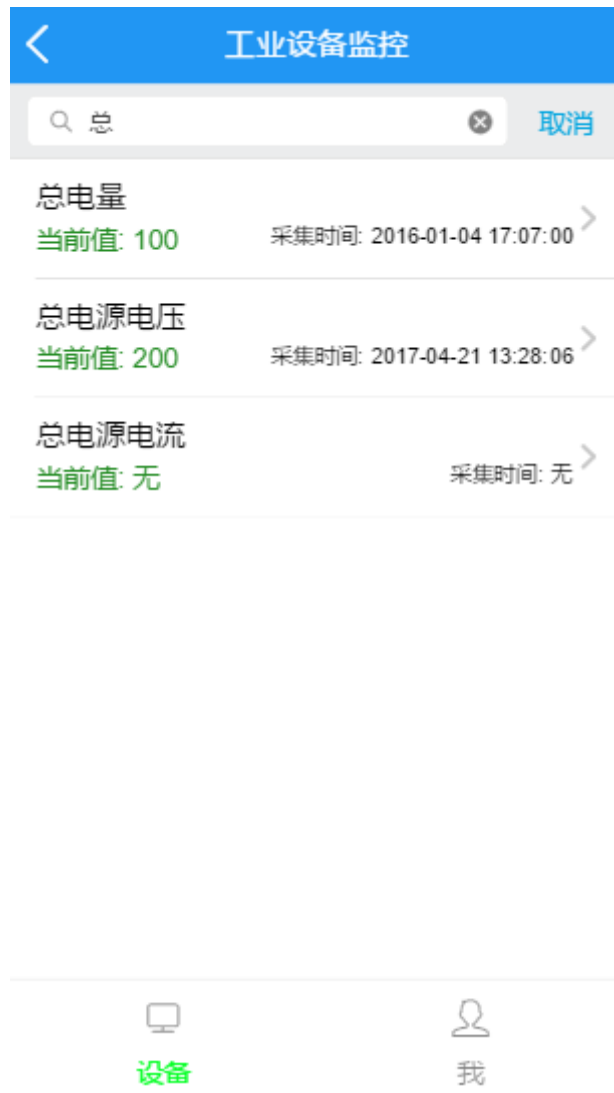 工业设备监控
总 取消
总电量
当前值: 100 采集时间: 2016-01-04 17:07:00
总电源电压
当前值: 200 采集时间: 2017-04-21 13:28:06
总电源电流
当前值: 无 采集时间: 无
设备 我